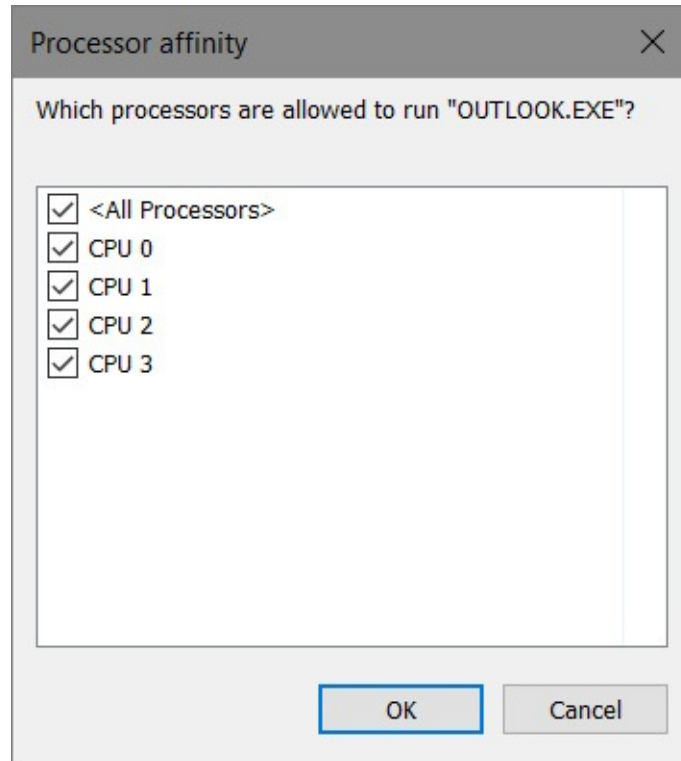 Processor affinity
Which processors are allowed to run "OUTLOOK.EXE"?
<All Processors>
CPU 0
CPU 1
CPU 2
CPU 3
OK
Cancel